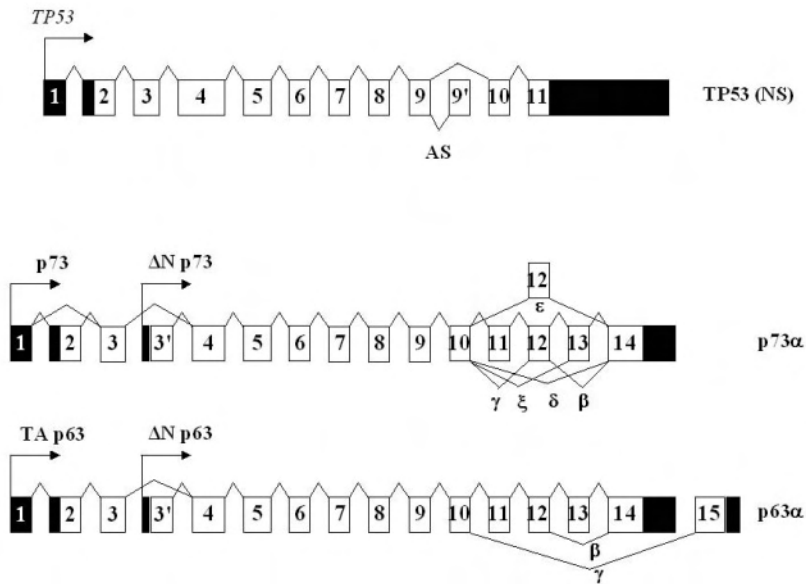 TP53
1 2 3 4 5 6 7 8 9 9' 10 11
TP53 (NS)
AS
p73 ΔN p73
12
ε
1 2 3 3' 4 5 6 7 8 9 10 11 12 13 14
p73α
γ ξ δ β
TA p63 ΔN p63
1 2 3 3' 4 5 6 7 8 9 10 11 12 13 14 15
p63α
β
γ